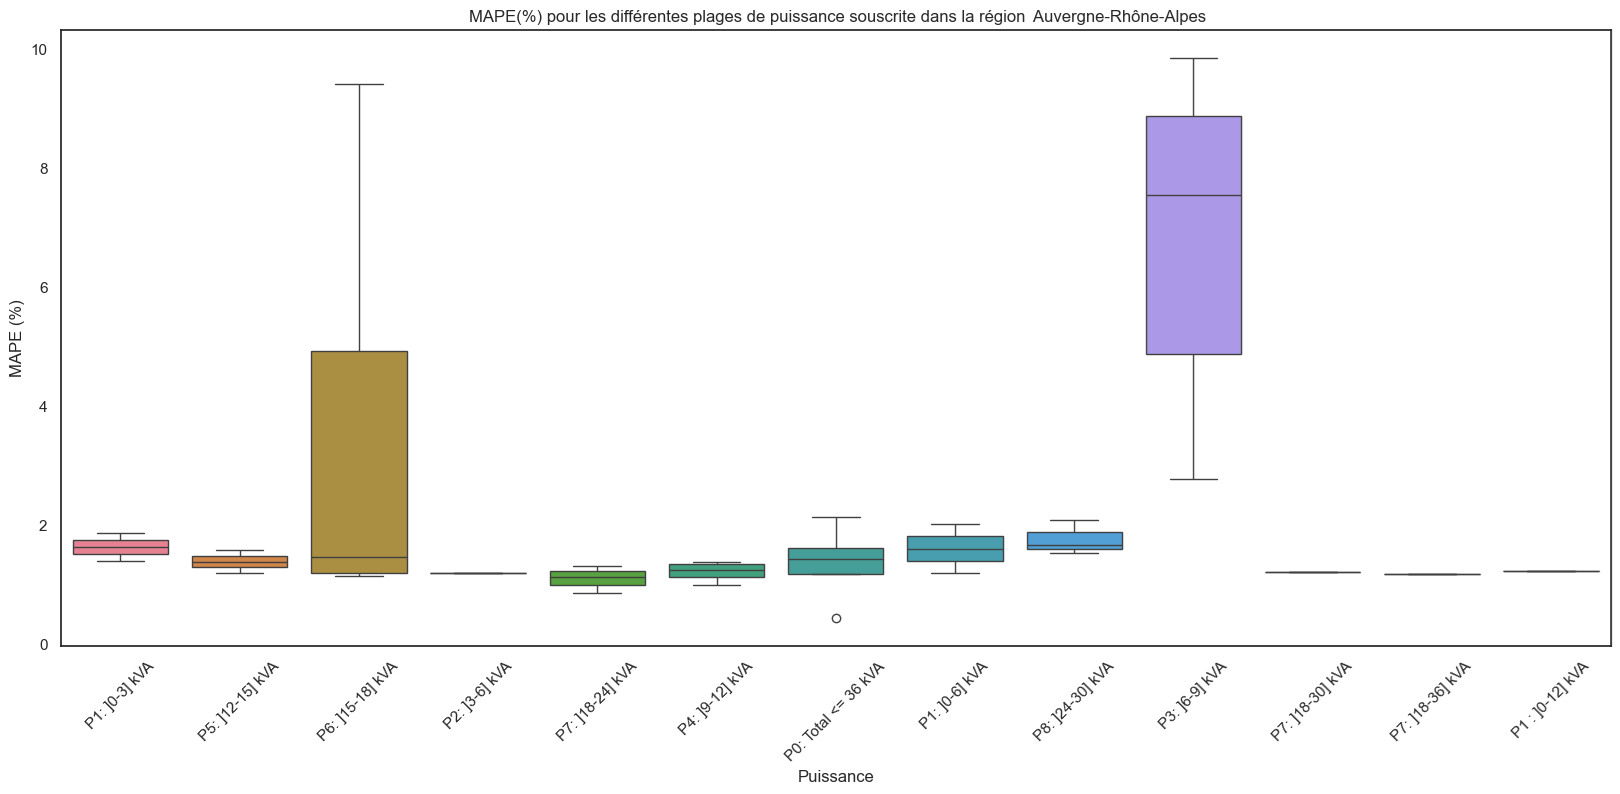 MAPE(%) pour les différentes plages de puissance souscrite dans la région  Auvergne-Rhône-Alpes
MAPE (%)
10
8
6
4
2
0
P1: ]0-3] kVA
P5: ]12-15] kVA
P6: ]15-18] kVA
P2: ]3-6] kVA
P7: ]18-24] kVA
P4: ]9-12] kVA
P0: Total <= 36 kVA
P1: ]0-6] kVA
P8: ]24-30] kVA
P3: ]6-9] kVA
P7: ]18-30] kVA
P7: ]18-36] kVA
P1 : ]0-12] kVA
Puissance